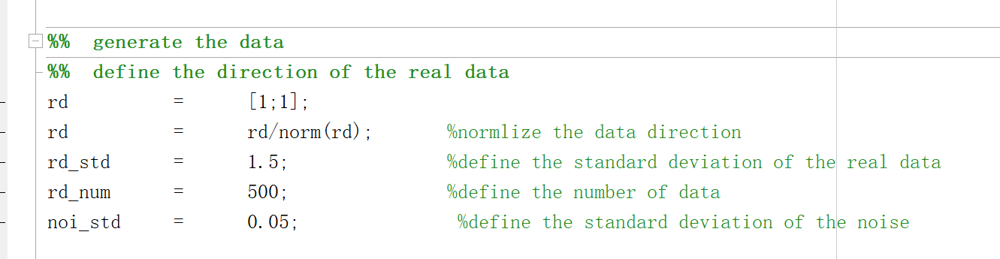 %% generate the data
%% define the direction of the real data
rd = [1;1];
rd = rd/norm(rd); %normlize the data direction
rd_std = 1.5; %define the standard deviation of the real data
rd_num = 500; %define the number of data
noi_std = 0.05; %define the standard deviation of the noise